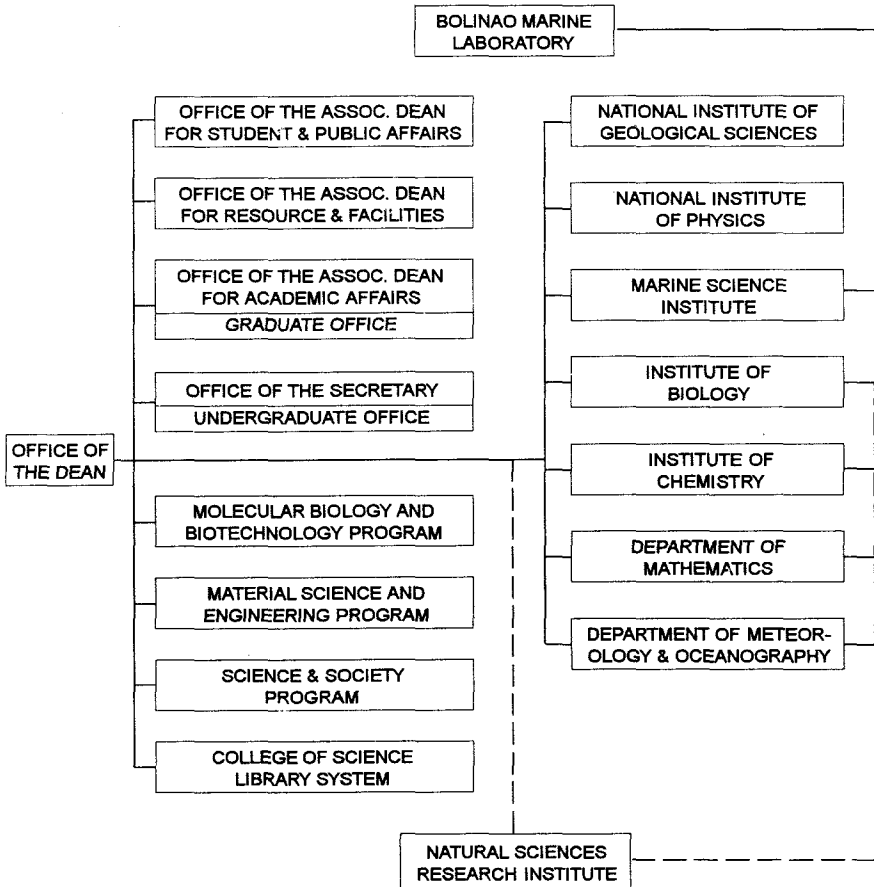 BOLINAO MARINE
LABORATORY
OFFICE OF THE ASSOC. DEAN
FOR STUDENT & PUBLIC AFFAIRS
OFFICE OF THE ASSOC. DEAN
FOR RESOURCE & FACILITIES
OFFICE OF THE ASSOC. DEAN
FOR ACADEMIC AFFAIRS
GRADUATE OFFICE
OFFICE OF THE SECRETARY
UNDERGRADUATE OFFICE
OFFICE OF
THE DEAN
MOLECULAR BIOLOGY AND
BIOTECHNOLOGY PROGRAM
MATERIAL SCIENCE AND
ENGINEERING PROGRAM
SCIENCE & SOCIETY
PROGRAM
COLLEGE OF SCIENCE
LIBRARY SYSTEM
NATIONAL INSTITUTE OF
GEOLOGICAL SCIENCES
NATIONAL INSTITUTE
OF PHYSICS
MARINE SCIENCE
INSTITUTE
INSTITUTE OF
BIOLOGY
INSTITUTE OF
CHEMISTRY
DEPARTMENT OF
MATHEMATICS
DEPARTMENT OF METEOR-
OLOGY & OCEANOGRAPHY
NATURAL SCIENCES
RESEARCH INSTITUTE